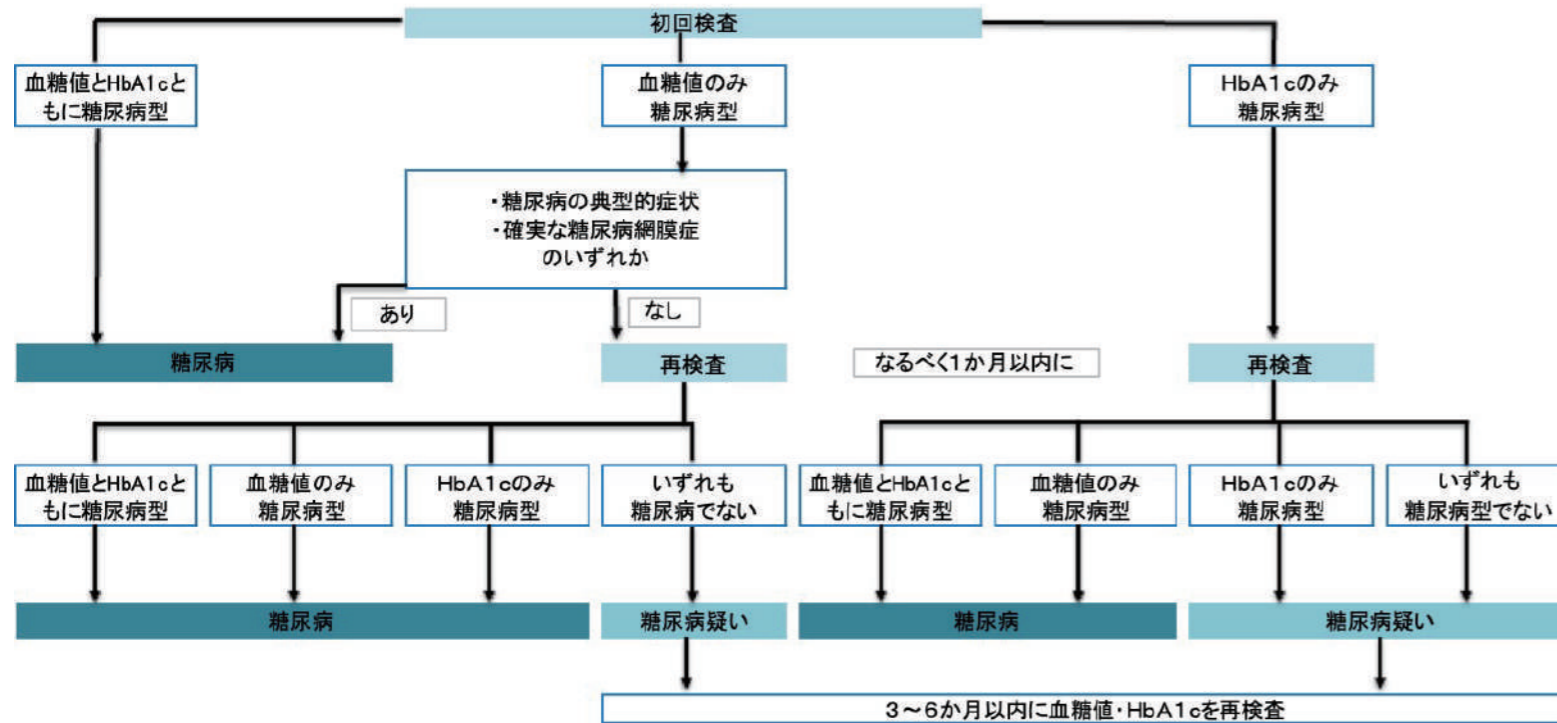 初回検査
血糖値とHbA1cと
もに糖尿病型
血糖値のみ
糖尿病型
HbA1cのみ
糖尿病型
・糖尿病の典型的症状
・確実な糖尿病網膜症
のいずれか
あり
なし
糖尿病
再検査
なるべく1か月以内に
再検査
血糖値とHbA1cと
もに糖尿病型
血糖値のみ
糖尿病型
HbA1cのみ
糖尿病型
いずれも
糖尿病でない
血糖値とHbA1cと
もに糖尿病型
血糖値のみ
糖尿病型
HbA1cのみ
糖尿病型
いずれも
糖尿病型でない
糖尿病
糖尿病疑い
糖尿病
糖尿病疑い
3～6か月以内に血糖値・HbA1cを再検査